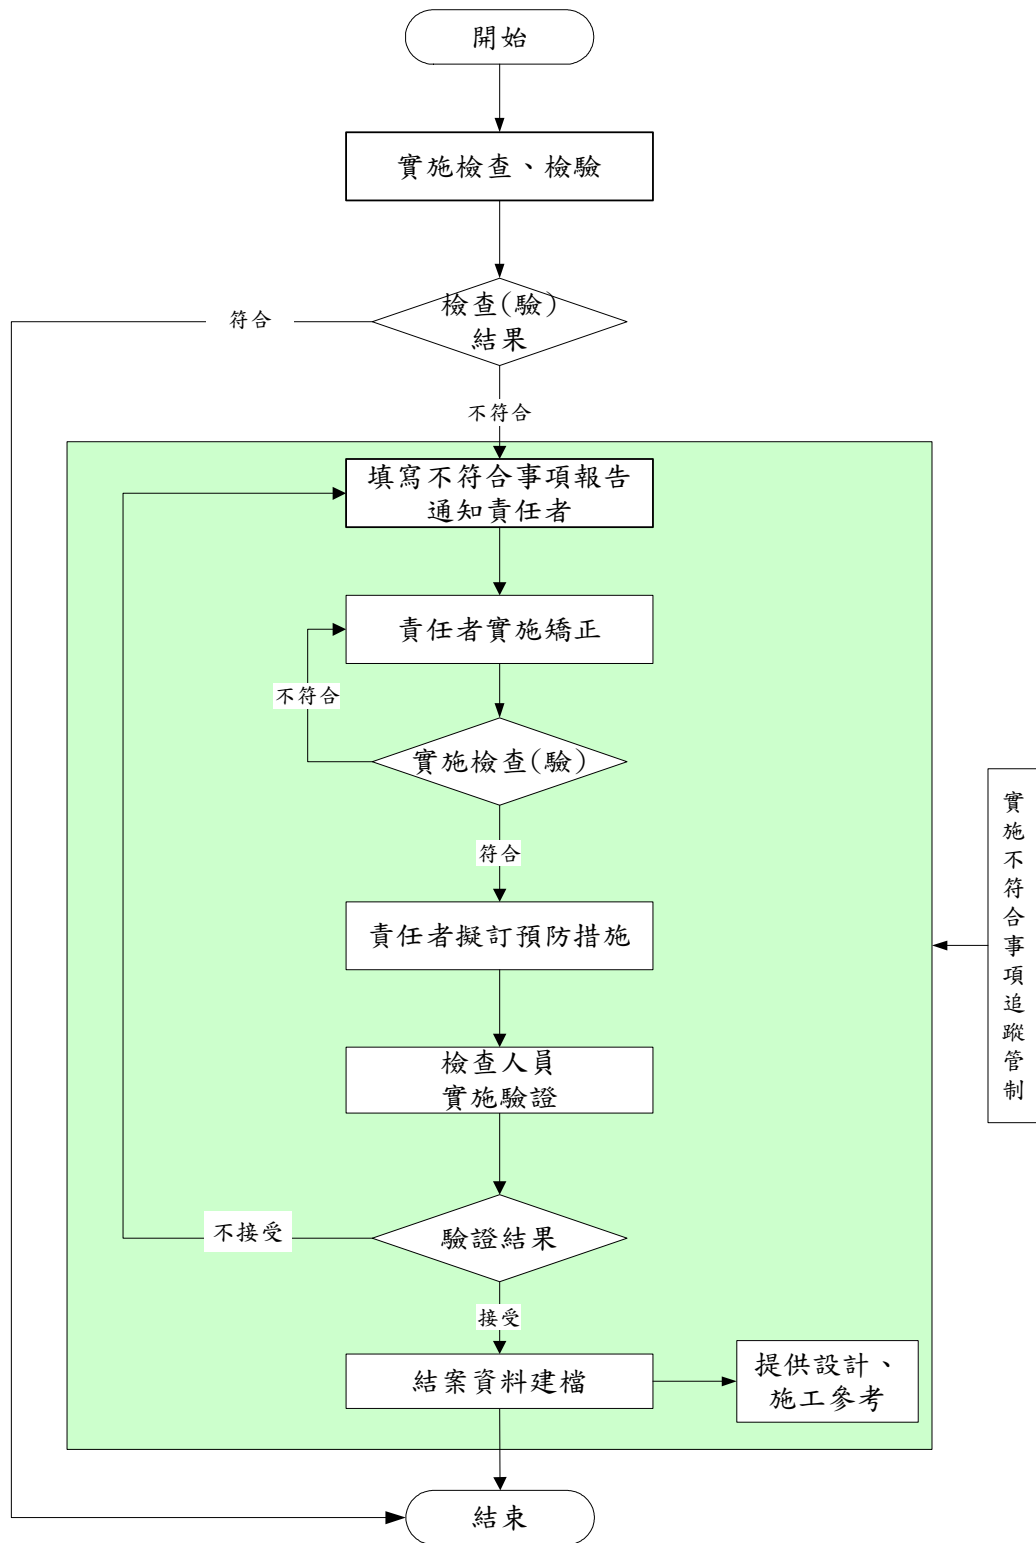 開始
實施檢查、檢驗
檢查(驗)
結果
符合
不符合
填寫不符合事項報告
通知責任者
責任者實施矯正
不符合
實施檢查(驗)
符合
責任者擬訂預防措施
實施不符合事項追蹤管制
檢查人員
實施驗證
不接受
驗證結果
接受
結案資料建檔
提供設計、
施工參考
結束